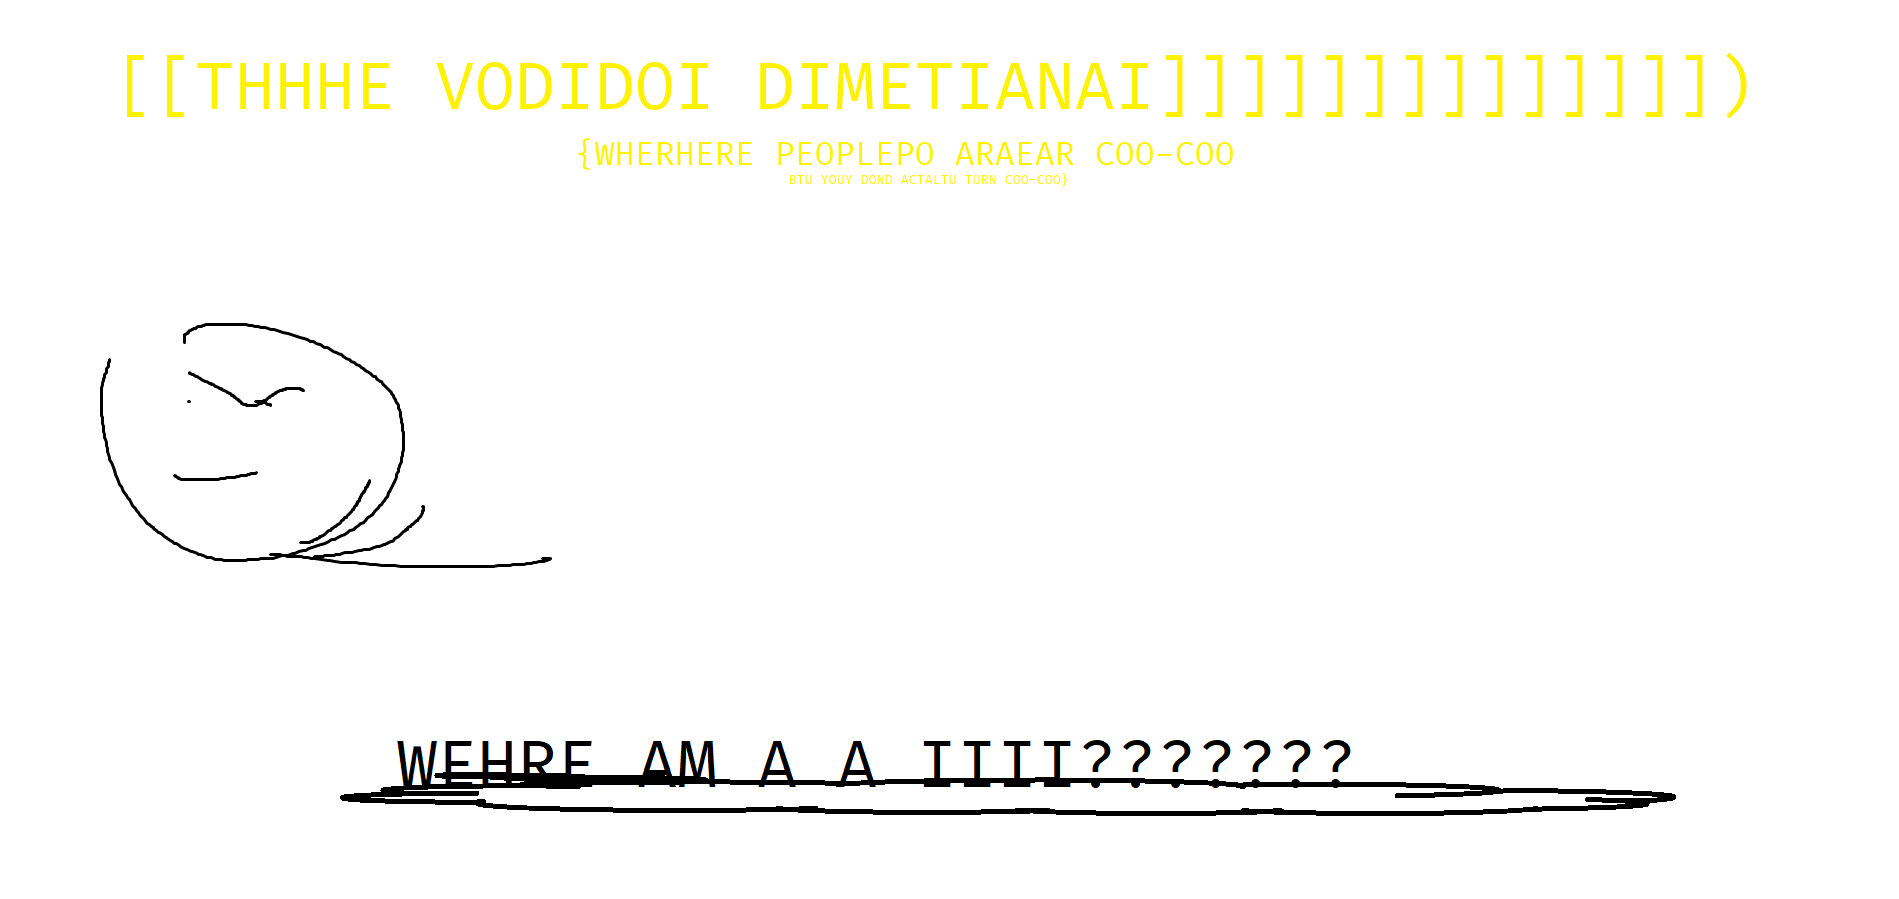 [[THHHE VODIDOI DIMETIANAI]]]]]]]]]]]]]])
{WHERHERE PEOPLEPO ARAEAR COO-COO
BTU YOUY DOND ACTALTU TURN COO-COO}
WEHRE AM A A IIII???????